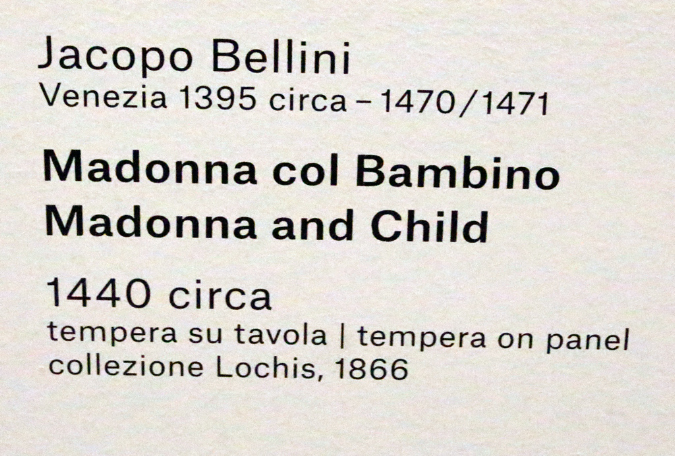 Jacopo Bellini
Venezia 1395 circa – 1470/1471
Madonna col Bambino
Madonna and Child
1440 circa
tempera su tavola | tempera on panel
collezione Lochis, 1866